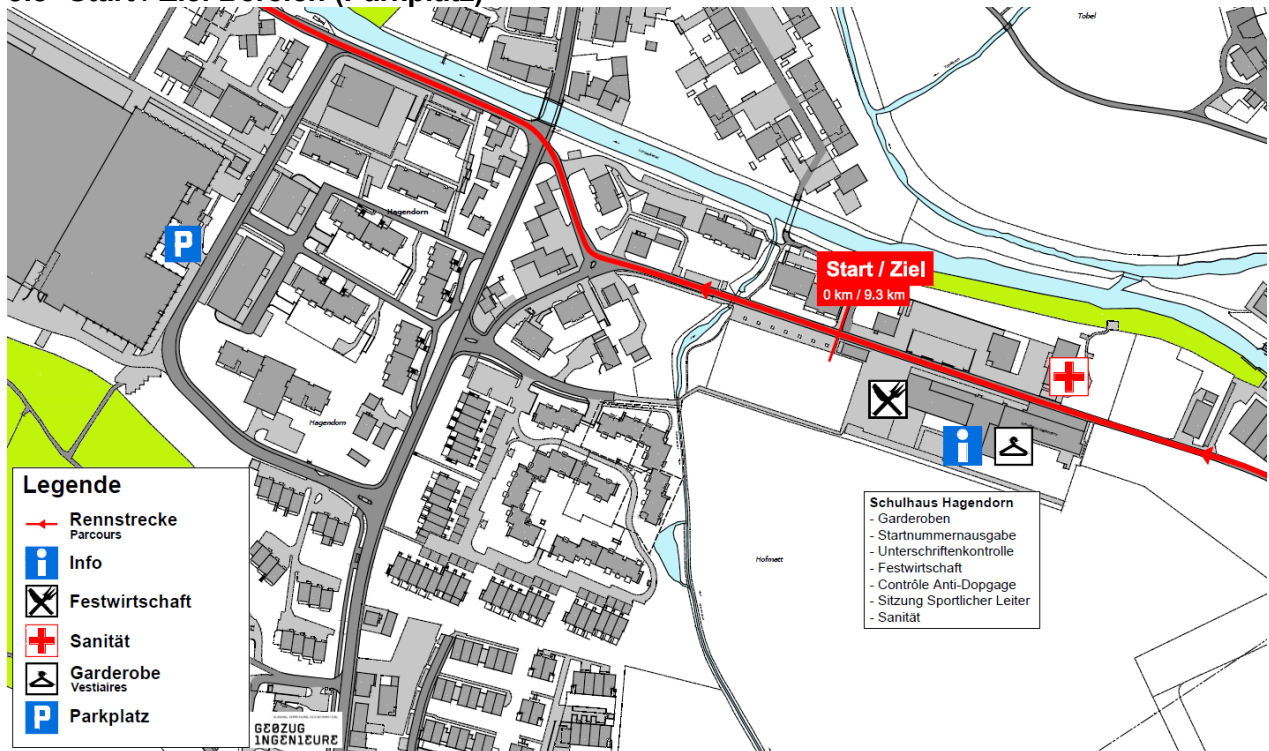 Tobel
Hagendorn
Start / Ziel
0 km / 9.3 km
Hagendorn
Hofmatt
Legende
Rennstrecke
Parcours
Info
Festwirtschaft
Sanität
Garderobe
Vestiaires
P Parkplatz
P
Schulhaus Hagendorn
- Garderoben
- Startnummernausgabe
- Unterschriftenkontrolle
- Festwirtschaft
- Contrôle Anti-Dopgage
- Sitzung Sportlicher Leiter
- Sanität
GEOZUG
INGENIEURE